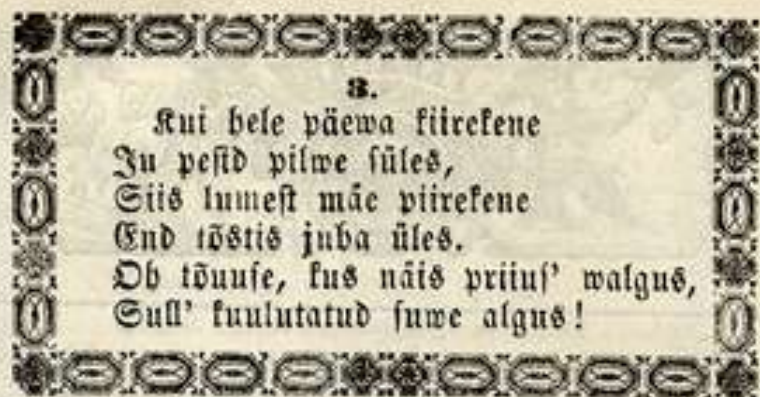 3.
Kui hele päewa kiirekene
Ju pesid pilwe süles,
Siis lumest mäe piirekene
End tõstis juba üles.
Oh tõuuse, kus näis priius' walgus,
Sull' kuulutatud suwe algus!